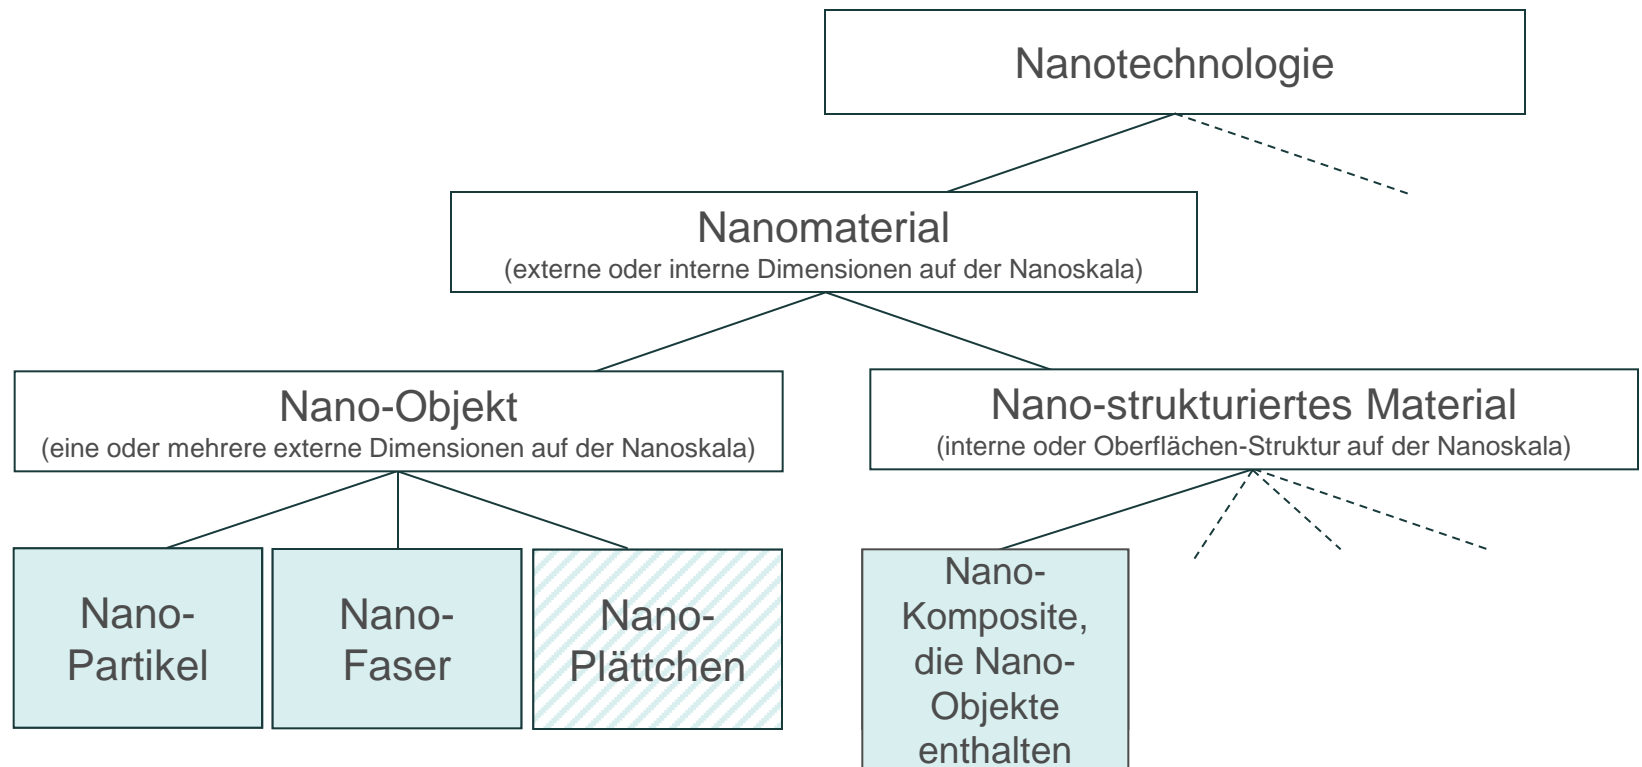 Nanotechnologie
Nanomaterial
(externe oder interne Dimensionen auf der Nanoskala)
Nano-Objekt
(eine oder mehrere externe Dimensionen auf der Nanoskala)
Nano-strukturiertes Material
(interne oder Oberflächen-Struktur auf der Nanoskala)
Nano-
Partikel
Nano-
Faser
Nano-
Plättchen
Nano-
Komposite,
die Nano-
Objekte
enthalten